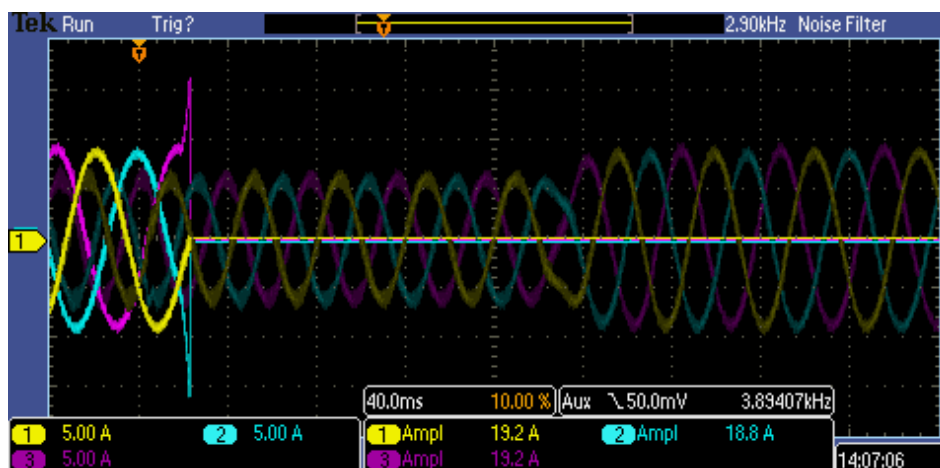 Tek Run Trig? 2.90kHz Noise Filter
1
40.0ms 10.00 % Aux 50.0mV 3.89407kHz
1 5.00 A 2 5.00 A 1 Ampl 19.2 A 2 Ampl 18.8 A
3 5.00 A 3 Ampl 19.2 A 14:07:06